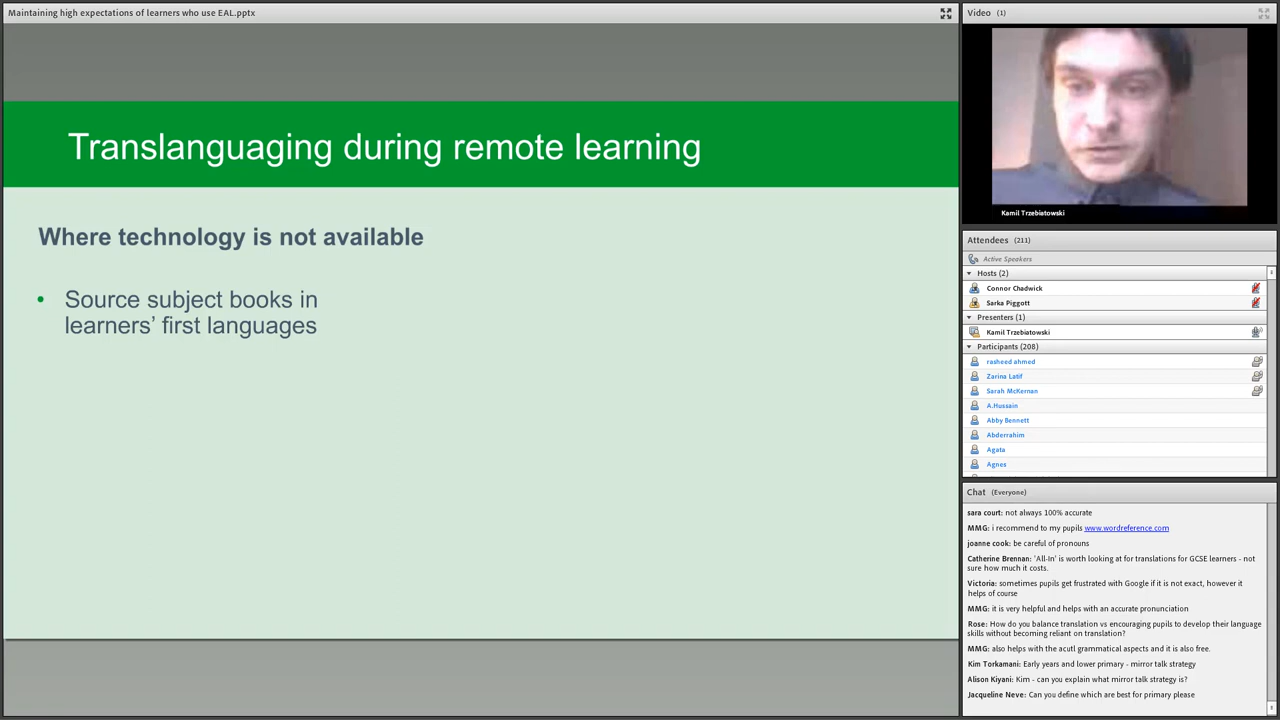 Maintaining high expectations of learners who use EAL.pptx
Translanguaging during remote learning
Where technology is not available
• Source subject books in
learners’ first languages
Video (1)
Kamil Trzebiatowski
Attendees (211)
Active Speakers
Hosts (2)
Connor Chadwick
Sarka Piggott
Presenters (1)
Kamil Trzebiatowski
Participants (208)
rasheed ahmed
Zarina Latif
Sarah McKernan
A.Hussain
Abby Bennett
Abderrahim
Agata
Agnes
Chat (Everyone)
sara court: not always 100% accurate
MMG: i recommend to my pupils www.wordreference.com
joanne cook: be careful of pronouns
Catherine Brennan: 'All-In' is worth looking at for translations for GCSE learners - not
sure how much it costs.
Victoria: sometimes pupils get frustrated with Google if it is not exact, however it
helps of course
MMG: it is very helpful and helps with an accurate pronunciation
Rose: How do you balance translation vs encouraging pupils to develop their language
skills without becoming reliant on translation?
MMG: also helps with the acutl grammatical aspects and it is also free.
Kim Torkamani: Early years and lower primary - mirror talk strategy
Alison Kiyani: Kim - can you explain what mirror talk strategy is?
Jacqueline Neve: Can you define which are best for primary please